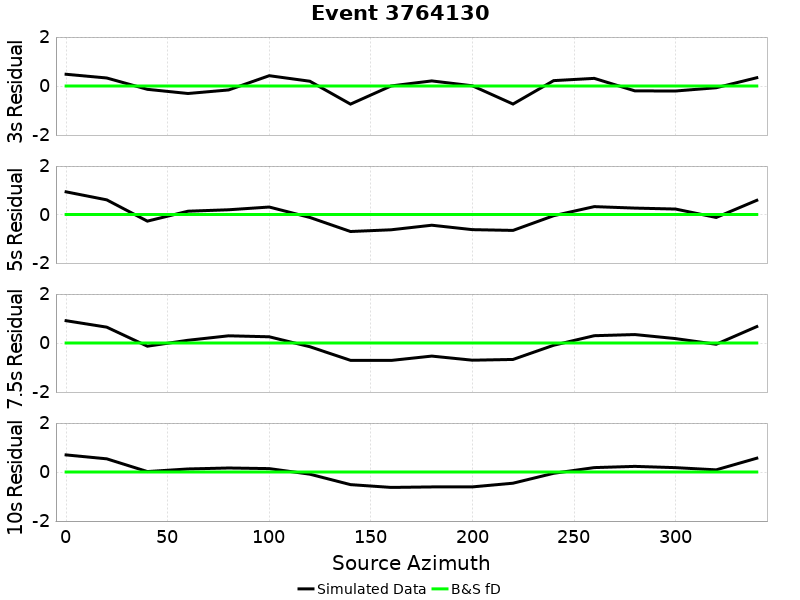 Event 3764130
3s Residual
2
0
-2
5s Residual
2
0
-2
7.5s Residual
2
0
-2
10s Residual
2
0
-2
0 50 100 150 200 250 300
Source Azimuth
Simulated Data B&S fD